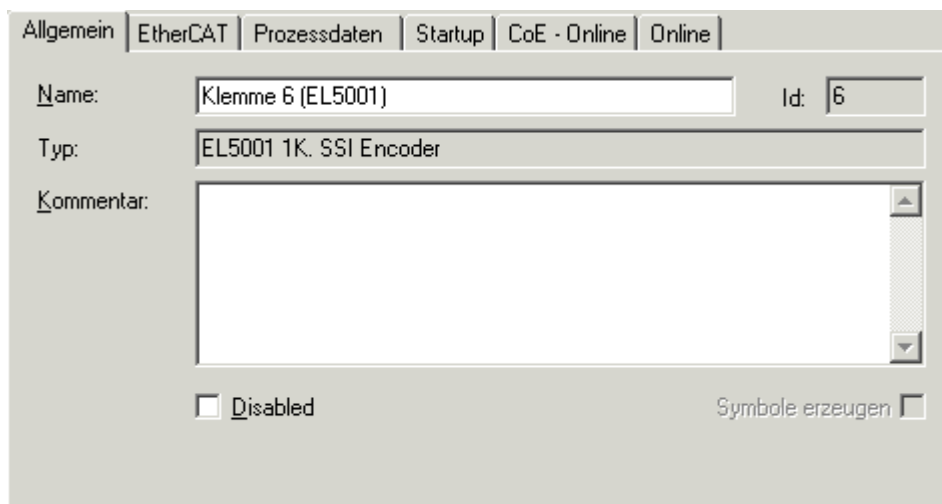 Allgemein EtherCAT Prozessdaten Startup CoE - Online Online
Name: Klemme 6 (EL5001) Id: 6
Typ: EL5001 1K. SSI Encoder
Kommentar:
Disabled Symbole erzeugen